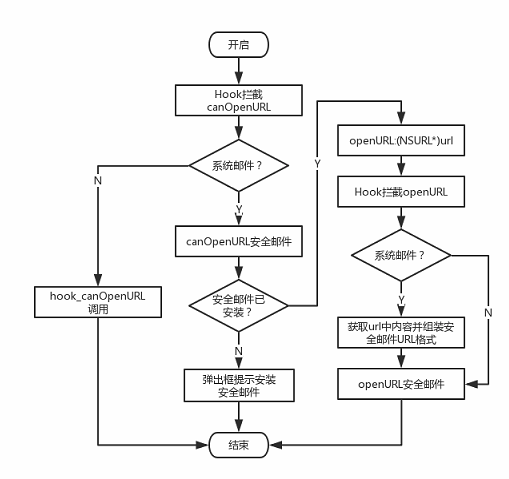 开启
Hook拦截
canOpenURL
系统邮件？
N
Y
canOpenURL安全邮件
hook_canOpenURL
调用
安全邮件已
安装？
Y
N
弹出框提示安装
安全邮件
openURL:(NSURL*)url
Hook拦截openURL
系统邮件？
Y
N
获取url中内容并组装安
全邮件URL格式
openURL安全邮件
结束